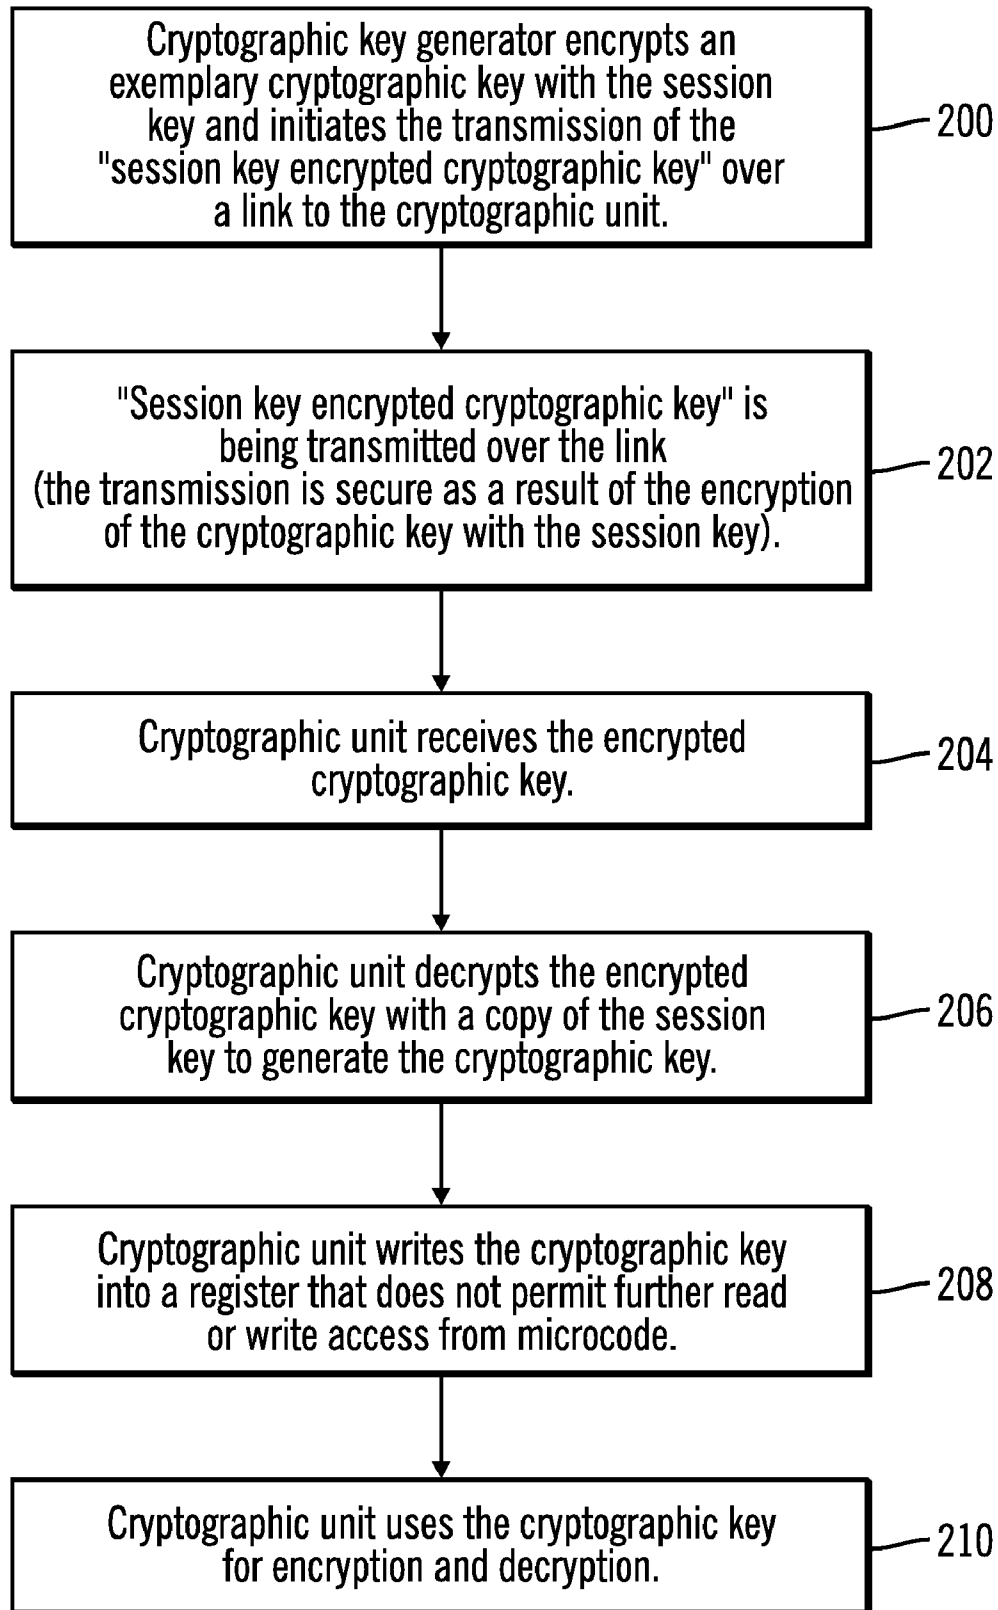 Cryptographic key generator encrypts an
exemplary cryptographic key with the session
key and initiates the transmission of the
"session key encrypted cryptographic key" over
a link to the cryptographic unit.
200
"Session key encrypted cryptographic key" is
being transmitted over the link
(the transmission is secure as a result of the encryption
of the cryptographic key with the session key).
202
Cryptographic unit receives the encrypted
cryptographic key.
204
Cryptographic unit decrypts the encrypted
cryptographic key with a copy of the session
key to generate the cryptographic key.
206
Cryptographic unit writes the cryptographic key
into a register that does not permit further read
or write access from microcode.
208
Cryptographic unit uses the cryptographic key
for encryption and decryption.
210